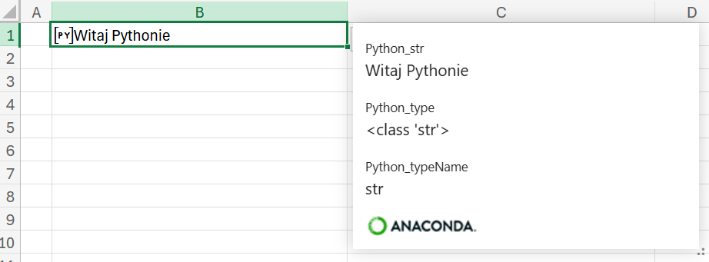 A B C D
1 [PY]Witaj Pythonie
2
3
4
5
6
7
8
9
10
Python_str
Witaj Pythonie
Python_type
<class 'str'>
Python_typeName
str
ANACONDA.